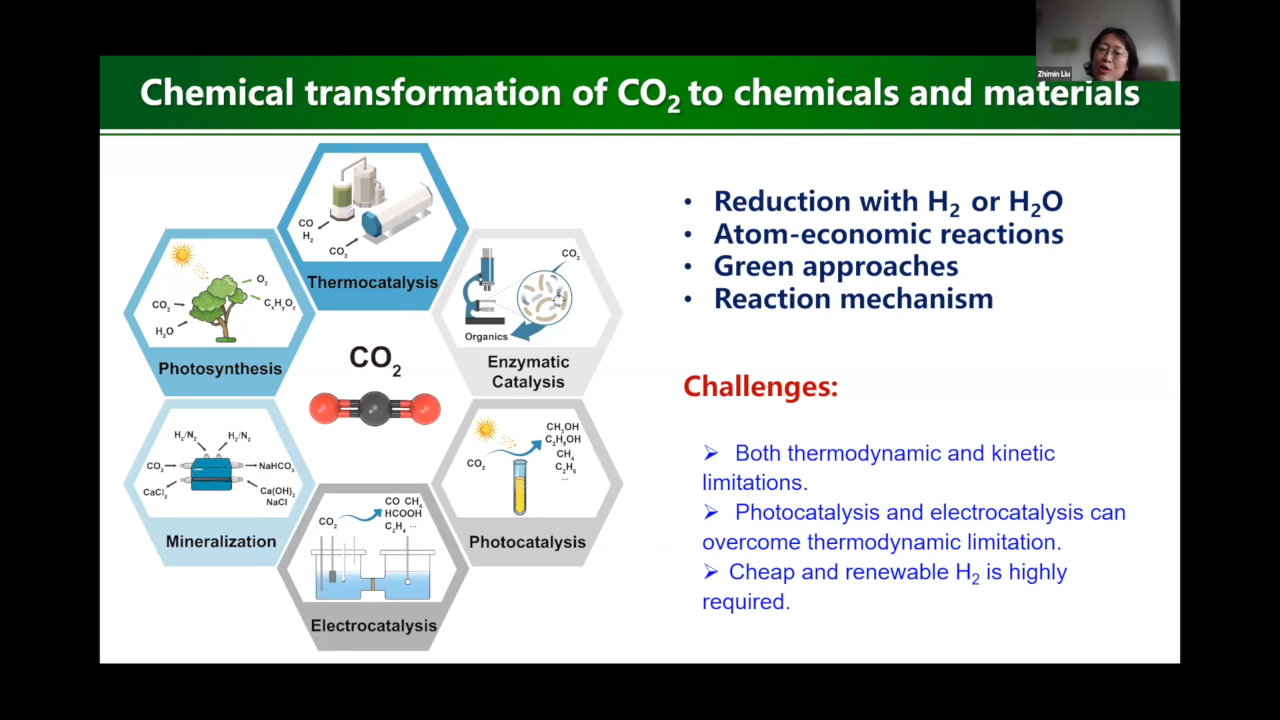 Zhimin Liu
Chemical transformation of CO₂ to chemicals and materials
CO
H₂
CO₂
Thermocatalysis
O₂
CO₂
CₓHᵧO₂
H₂O
Photosynthesis
CO₂
Organics
Enzymatic
Catalysis
CO₂
H₂/N₂
H₂/N₂
CO₂
NaHCO₃
CaCl₂
Ca(OH)₂
NaCl
Mineralization
CH₃OH
C₂H₅OH
CO₂
CH₄
C₂H₆
...
Photocatalysis
CO CH₄
HCOOH
CO₂
C₂H₄ ...
Electrocatalysis
• Reduction with H₂ or H₂O
• Atom-economic reactions
• Green approaches
• Reaction mechanism
Challenges:
➢ Both thermodynamic and kinetic
limitations.
➢ Photocatalysis and electrocatalysis can
overcome thermodynamic limitation.
➢ Cheap and renewable H₂ is highly
required.